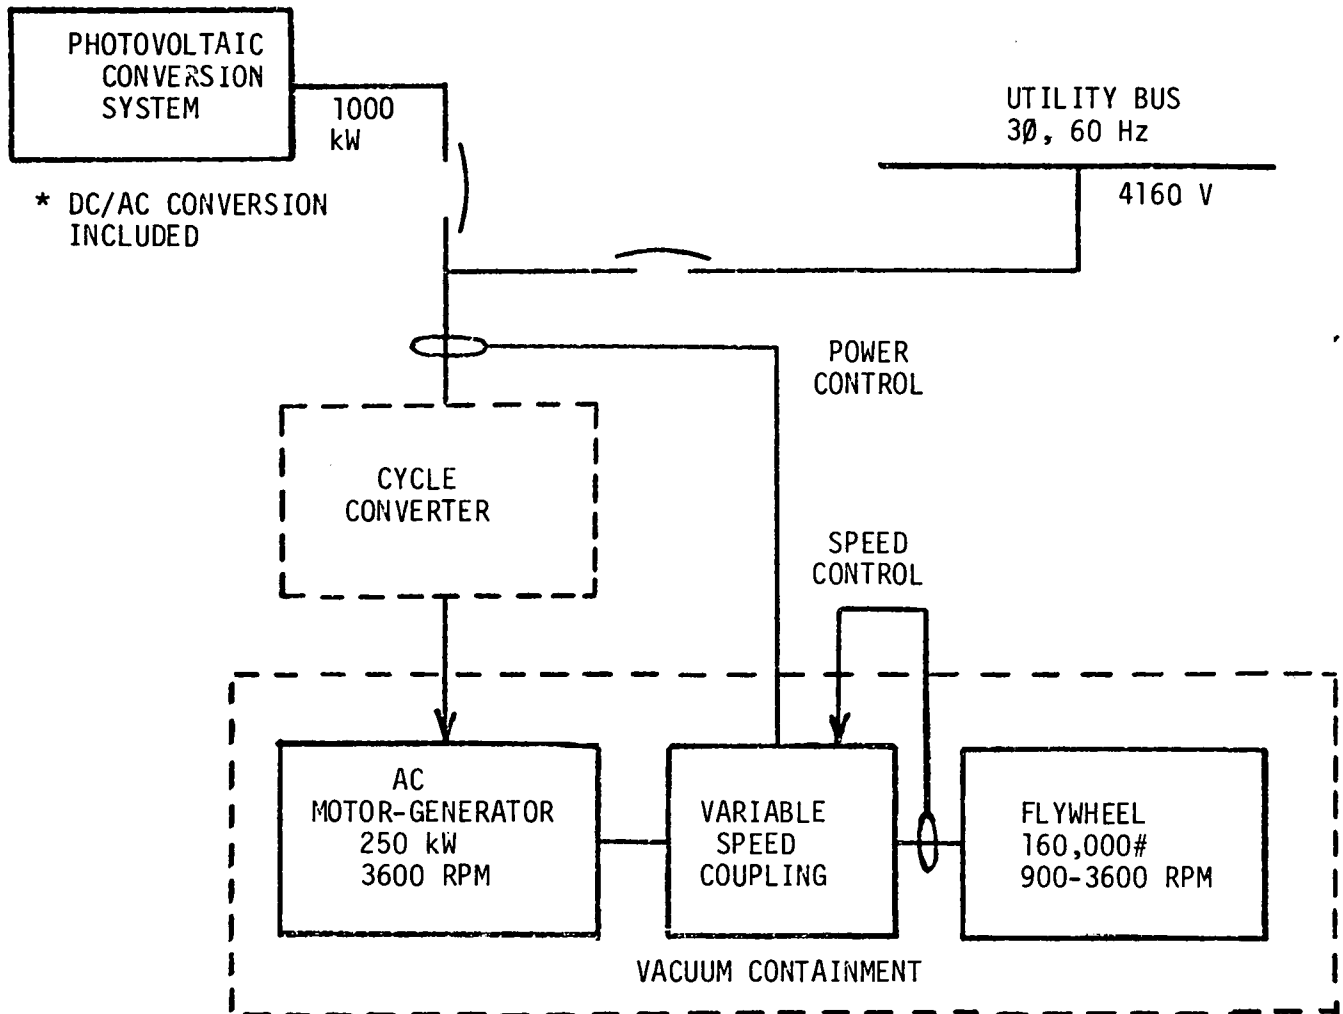 PHOTOVOLTAIC
CONVERSION
SYSTEM
1000
kW
* DC/AC CONVERSION
INCLUDED
UTILITY BUS
3Ø, 60 Hz
4160 V
POWER
CONTROL
CYCLE
CONVERTER
SPEED
CONTROL
AC
MOTOR-GENERATOR
250 kW
3600 RPM
VARIABLE
SPEED
COUPLING
FLYWHEEL
160,000#
900-3600 RPM
VACUUM CONTAINMENT